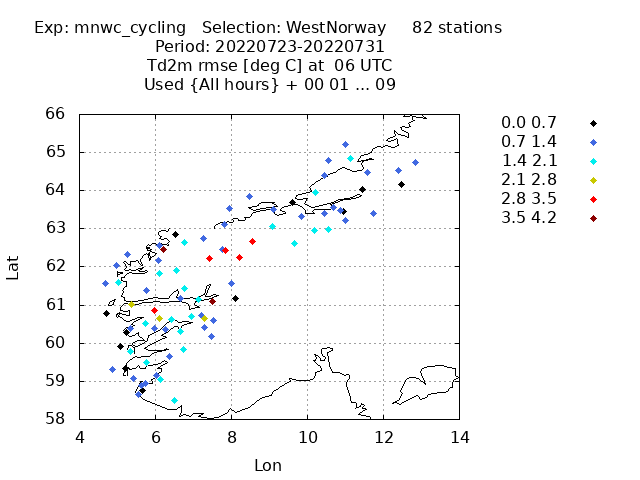 Exp: mnwc_cycling   Selection: WestNorway     82 stations
Period: 20220723-20220731
Td2m rmse [deg C] at  06 UTC
Used {All hours} + 00 01 ... 09
66
65
64
63
62
61
60
59
58
Lat
4 6 8 10 12 14
Lon
0.0 0.7
0.7 1.4
1.4 2.1
2.1 2.8
2.8 3.5
3.5 4.2